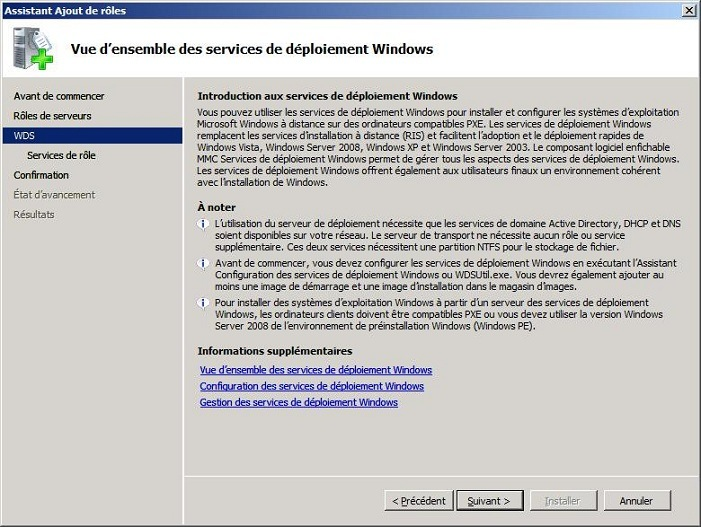 Assistant Ajout de rôles
Vue d'ensemble des services de déploiement Windows
Avant de commencer
Rôles de serveurs
WDS
Services de rôle
Confirmation
État d'avancement
Résultats
Introduction aux services de déploiement Windows
Vous pouvez utiliser les services de déploiement Windows pour installer et configurer les systèmes d'exploitation
Microsoft Windows à distance sur des ordinateurs compatibles PXE. Les services de déploiement Windows
remplacent les services d'installation à distance (RIS) et facilitent l'adoption et le déploiement rapides de
Windows Vista, Windows Server 2008, Windows XP et Windows Server 2003. Le composant logiciel enfichable
MMC Services de déploiement Windows permet de gérer tous les aspects des services de déploiement Windows.
Les services de déploiement Windows offrent également aux utilisateurs finaux un environnement cohérent
avec l'installation de Windows.
À noter
L'utilisation du serveur de déploiement nécessite que les services de domaine Active Directory, DHCP et DNS
soient disponibles sur votre réseau. Le serveur de transport ne nécessite aucun rôle ou service
supplémentaire. Ces deux services nécessitent une partition NTFS pour le stockage de fichier.
Avant de commencer, vous devez configurer les services de déploiement Windows en exécutant l'Assistant
Configuration des services de déploiement Windows ou WDSUtil.exe. Vous devrez également ajouter au
moins une image de démarrage et une image d'installation dans le magasin d'images.
Pour installer des systèmes d'exploitation Windows à partir d'un serveur des services de déploiement
Windows, les ordinateurs clients doivent être compatibles PXE ou vous devez utiliser la version Windows
Server 2008 de l'environnement de préinstallation Windows (Windows PE).
Informations supplémentaires
Vue d'ensemble des services de déploiement Windows
Configuration des services de déploiement Windows
Gestion des services de déploiement Windows
< Précédent
Suivant >
Installer
Annuler